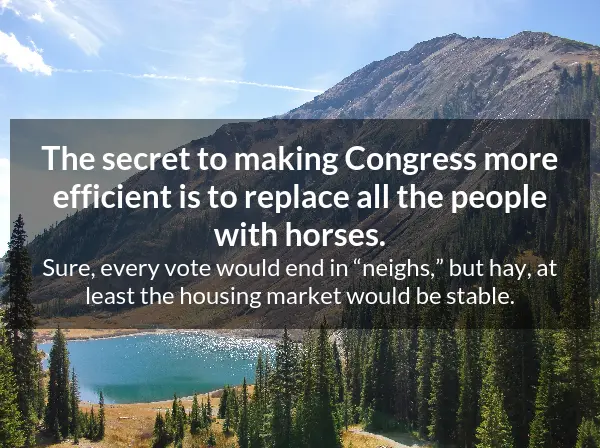 The secret to making Congress more
efficient is to replace all the people
with horses.
Sure, every vote would end in “neighs,” but hay, at
least the housing market would be stable.